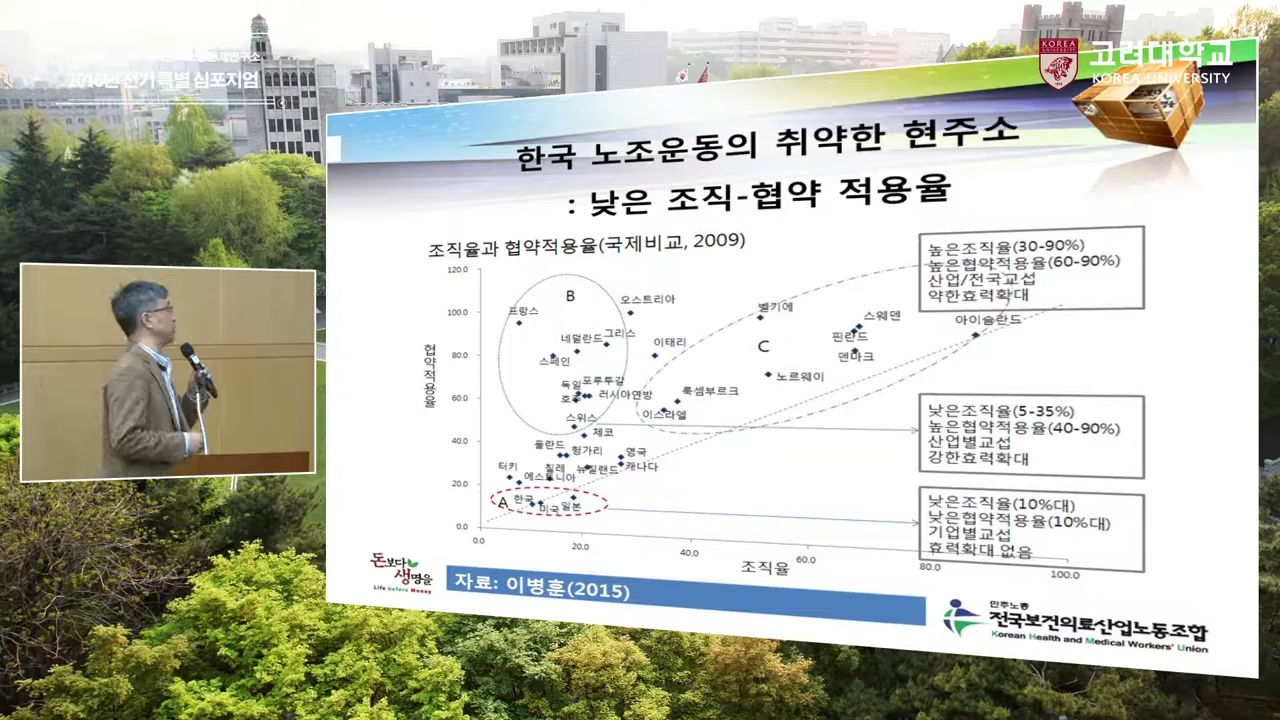 2016년 전기 특별 심포지엄
고려대학교
KOREA UNIVERSITY
KOREA
한국 노조운동의 취약한 현주소
: 낮은 조직-협약 적용율
조직율과 협약적용율(국제비교, 2009)
높은조직율(30-90%)
높은협약적용율(60-90%)
산업/전국교섭
약한효력확대
낮은조직율(5-35%)
높은협약적용율(40-90%)
산업별교섭
강한효력확대
낮은조직율(10%대)
낮은협약적용율(10%대)
기업별교섭
효력확대 없음
협약적용율
120.0
100.0
80.0
60.0
40.0
20.0
0.0
B
프랑스
오스트리아
네덜란드
그리스
스페인
이태리
독일
포루투갈
러시아연방
호주
스위스
체코
폴란드
헝가리
영국
터키
칠레
뉴질랜드
캐나다
에스토니아
A
한국
미국
일본
C
벨기에
스웨덴
핀란드
덴마크
아이슬란드
노르웨이
룩셈부르크
이스라엘
0.0
20.0
40.0
60.0
80.0
100.0
조직율
돈보다
생명을
Life before Money
자료: 이병훈(2015)
민주노총
전국보건의료산업노동조합
Korean Health and Medical Workers' Union